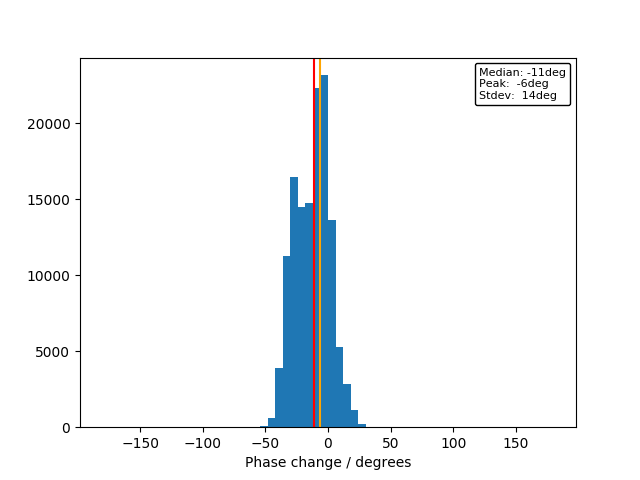 Median: -11deg
Peak:  -6deg
Stdev:  14deg
20000
15000
10000
5000
0
−150 −100 −50 0 50 100 150
Phase change / degrees